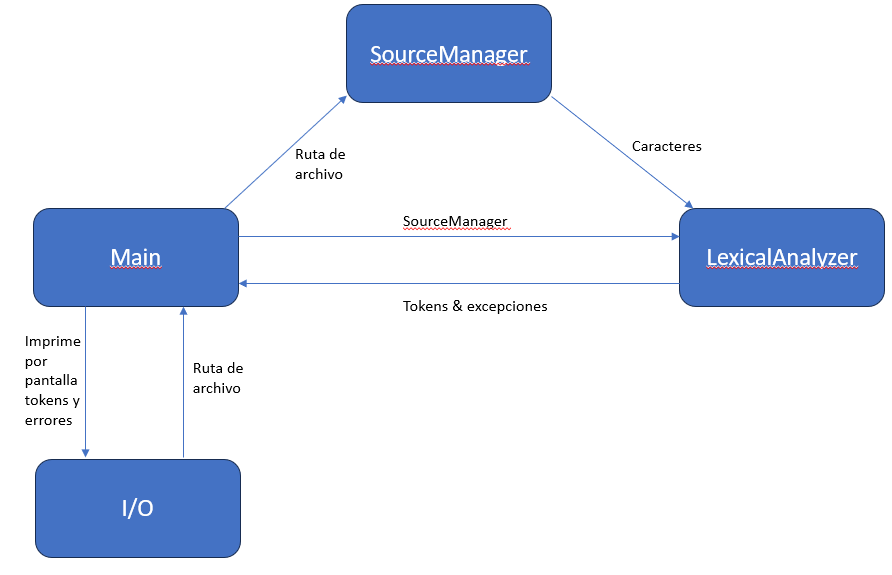 SourceManager
Ruta de
archivo
Caracteres
SourceManager
Main
LexicalAnalyzer
Tokens & excepciones
Imprime
por
pantalla
tokens y
errores
Ruta de
archivo
I/O